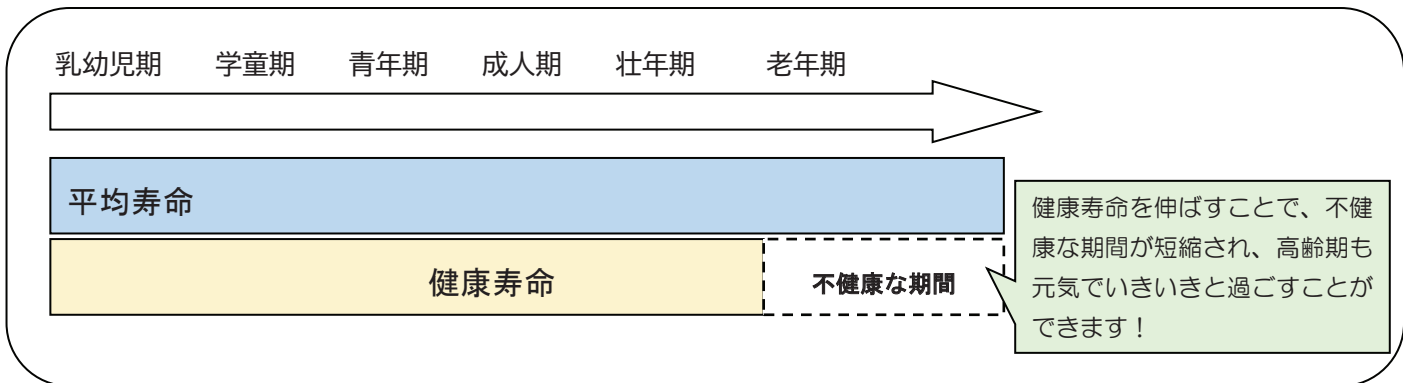 乳幼児期 学童期 青年期 成人期 壮年期 老年期
平均寿命
健康寿命 不健康な期間
健康寿命を伸ばすことで、不健
康な期間が短縮され、高齢期も
元気でいきいきと過ごすことが
できます！